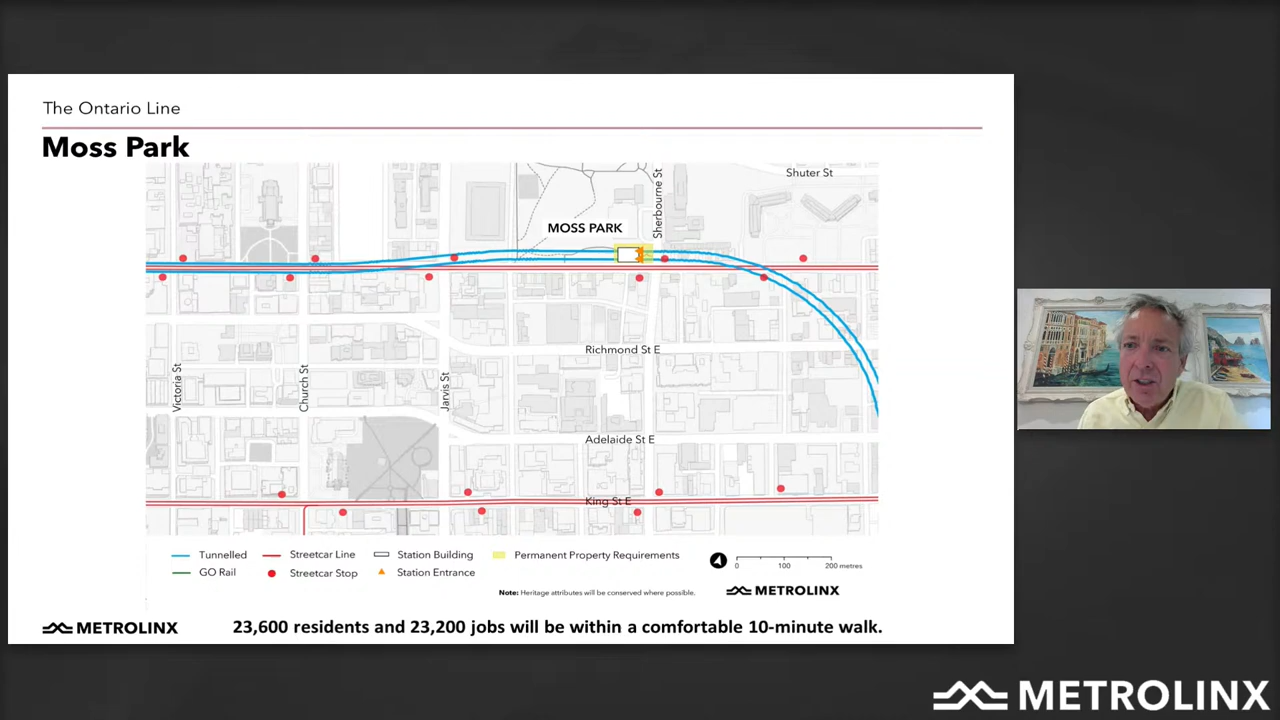 The Ontario Line
Moss Park
Shuter St
Sherbourne St
MOSS PARK
Richmond St E
Victoria St
Church St
Jarvis St
Adelaide St E
King St E
Tunnelled
Streetcar Line
Station Building
Permanent Property Requirements
GO Rail
Streetcar Stop
Station Entrance
0 100 200 metres
Note: Heritage attributes will be conserved where possible.
METROLINX
METROLINX
23,600 residents and 23,200 jobs will be within a comfortable 10-minute walk.
METROLINX